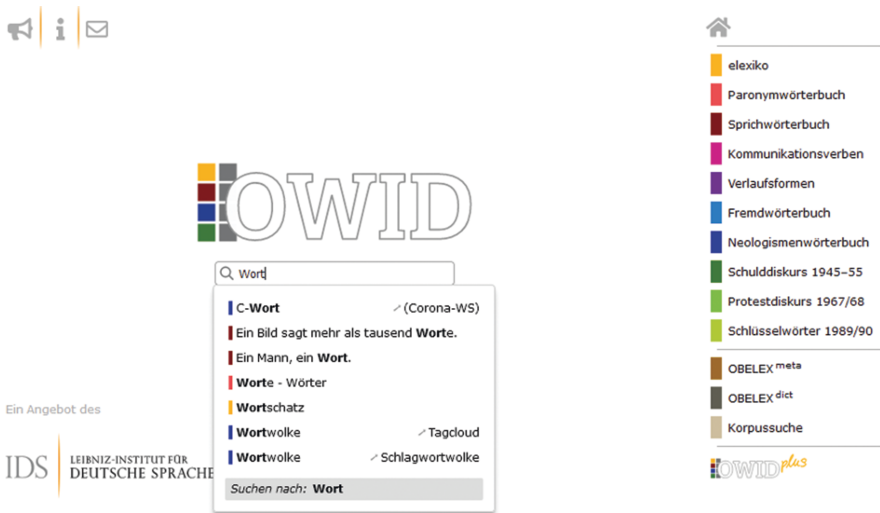 OWID
Wort
C-Wort (Corona-WS)
Ein Bild sagt mehr als tausend Worte.
Ein Mann, ein Wort.
Worte - Wörter
Wortschatz
Wortwolke Tagcloud
Wortwolke Schlagwortwolke
Suchen nach: Wort
Ein Angebot des
IDS LEIBNIZ-INSTITUT FÜR
DEUTSCHE SPRACHE
elexiko
Paronymwörterbuch
Sprichwörterbuch
Kommunikationsverben
Verlaufsformen
Fremdwörterbuch
Neologismenwörterbuch
Schulddiskurs 1945–55
Protestdiskurs 1967/68
Schlüsselwörter 1989/90
OBELEX meta
OBELEX dict
Korpussuche
OWID plus